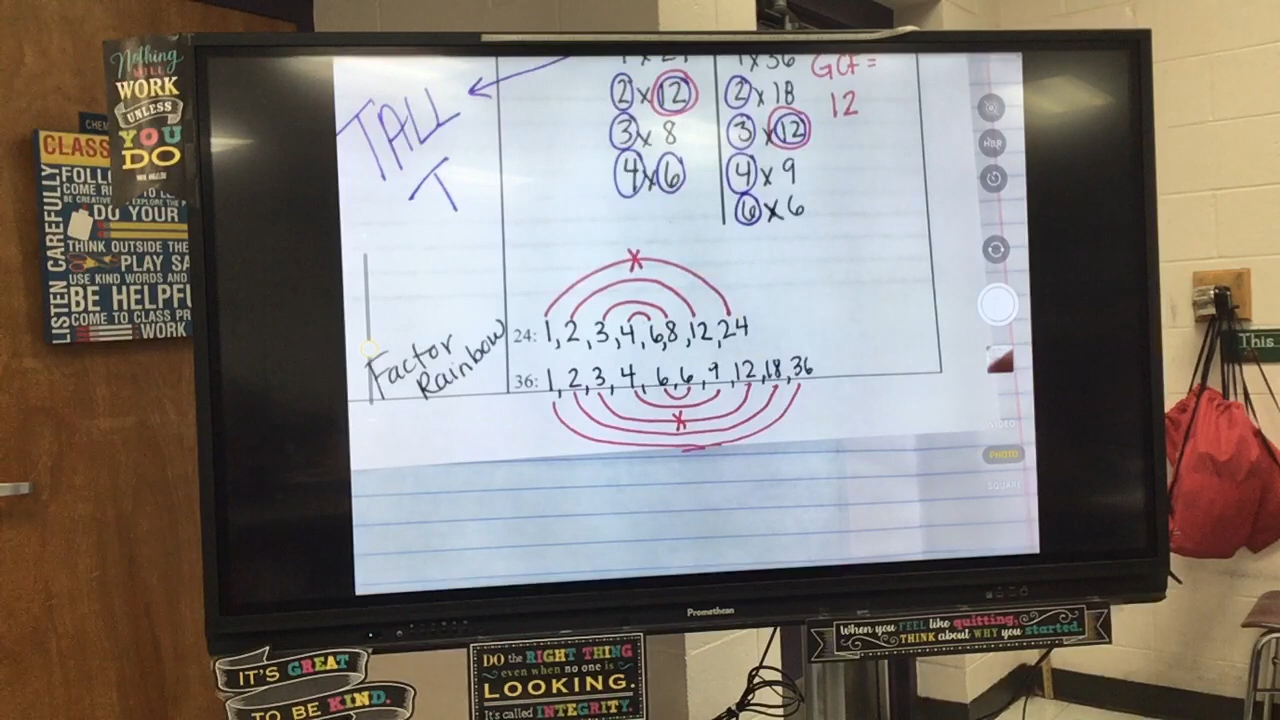 Nothing
WILL
WORK
UNLESS
YOU
DO
CLASS
LISTEN CAREFULLY
DO YOUR
THINK OUTSIDE THE
PLAY SA
USE KIND WORDS AND
BE HELPFU
COME TO CLASS PR
WORK
TALL
T
2 x 12
3 x 8
4 x 6
1 x 36
2 x 18
3 x 12
4 x 9
6 x 6
GCF =
12
Factor
Rainbow
24: 1, 2, 3, 4, 6, 8, 12, 24
36: 1, 2, 3, 4, 6, 6, 9, 12, 18, 36
VIDEO
PHOTO
SQUARE
Promethean
This
IT'S GREAT
TO BE KIND.
DO the RIGHT THING
even when no one is
LOOKING.
It's called INTEGRITY.
When you FEEL like quitting,
THINK about WHY you started.